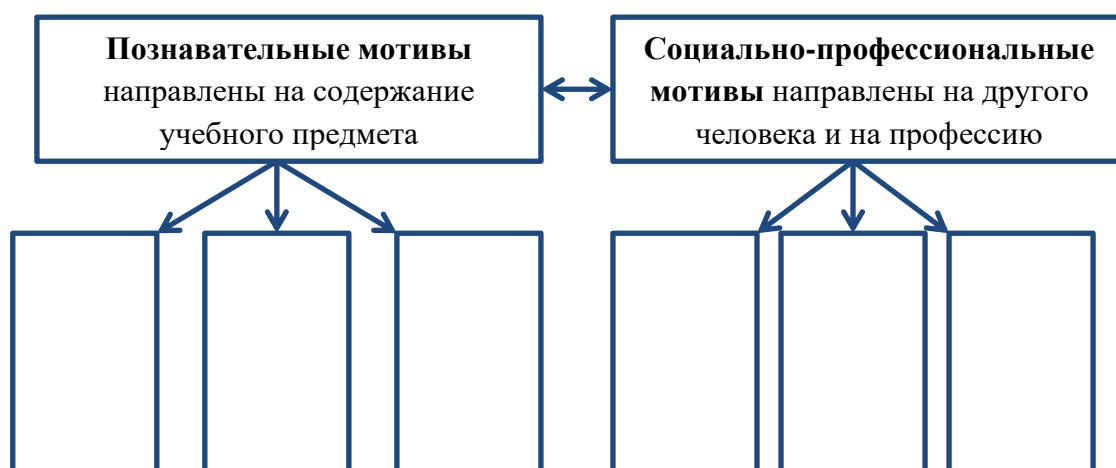 Познавательные мотивы
направлены на содержание
учебного предмета
Социально-профессиональные
мотивы направлены на другого
человека и на профессию